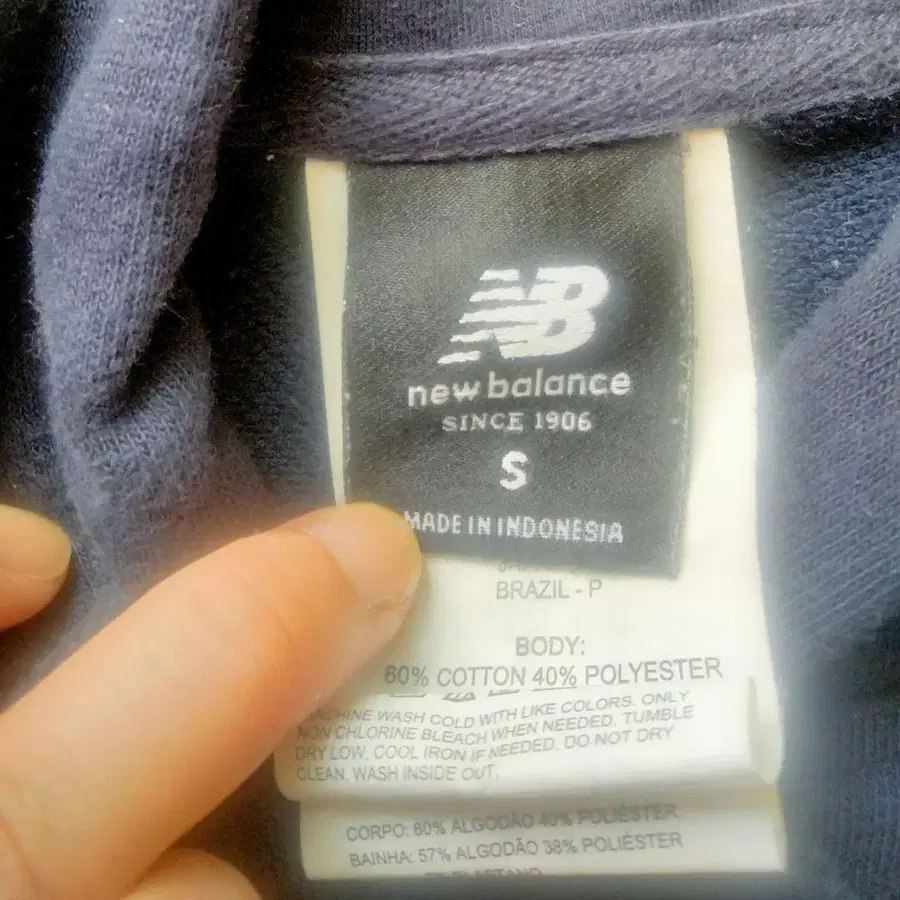 NB
new balance
SINCE 1906
S
MADE IN INDONESIA
BRAZIL - P
BODY:
60% COTTON 40% POLYESTER
MACHINE WASH COLD WITH LIKE COLORS. ONLY
NON CHLORINE BLEACH WHEN NEEDED. TUMBLE
DRY LOW. COOL IRON IF NEEDED. DO NOT DRY
CLEAN. WASH INSIDE OUT.
CORPO: 60% ALGODÃO 40% POLIÉSTER
BAINHA: 57% ALGODÃO 38% POLIÉSTER